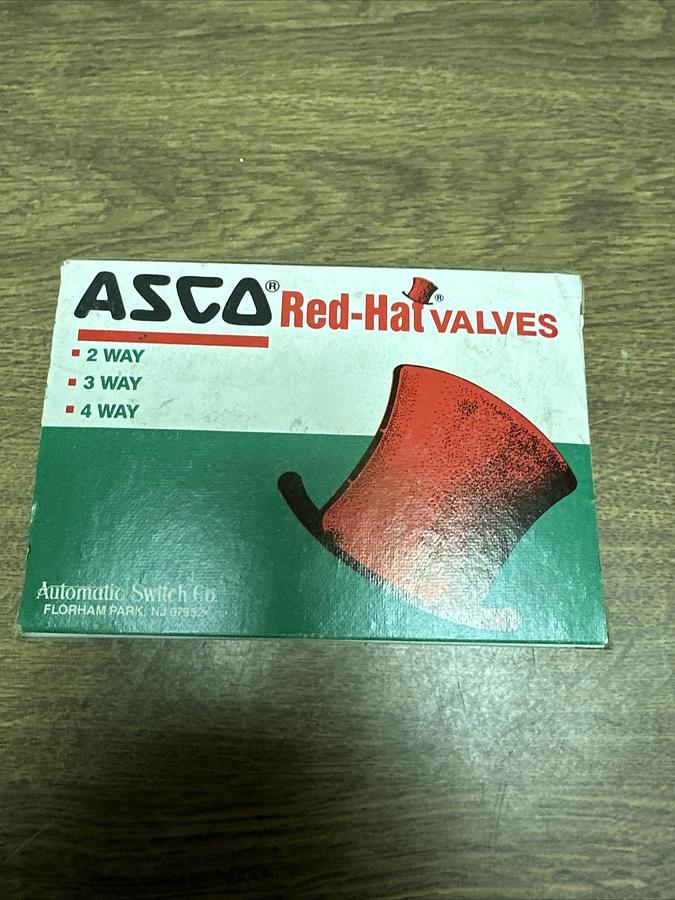 ASCO® Red-Hat® VALVES
2 WAY
3 WAY
4 WAY
Automatic Switch Co.
FLORHAM PARK, NJ 07932